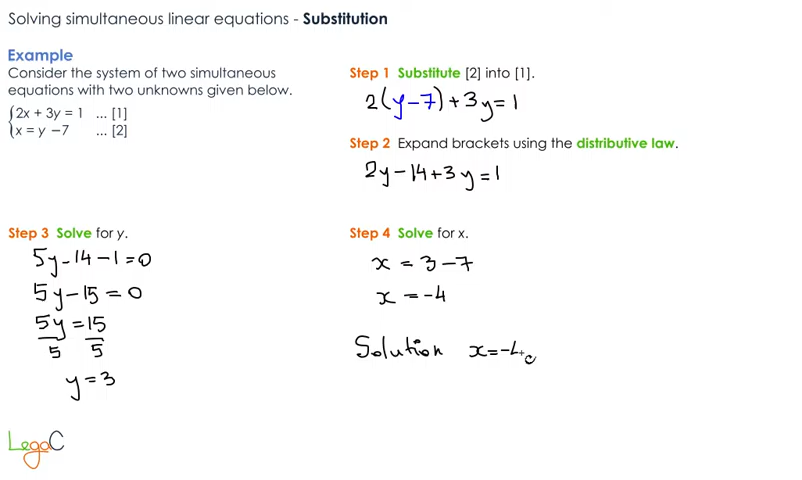 Solving simultaneous linear equations - Substitution
Example
Consider the system of two simultaneous
equations with two unknowns given below.
2x + 3y = 1 ... [1]
x = y − 7 ... [2]
Step 1 Substitute [2] into [1].
2(y − 7) + 3y = 1
Step 2 Expand brackets using the distributive law.
2y − 14 + 3y = 1
Step 3 Solve for y.
5y − 14 − 1 = 0
5y − 15 = 0
5y = 15
5 5
y = 3
Step 4 Solve for x.
x = 3 − 7
x = −4
Solution x = −4
LegaC